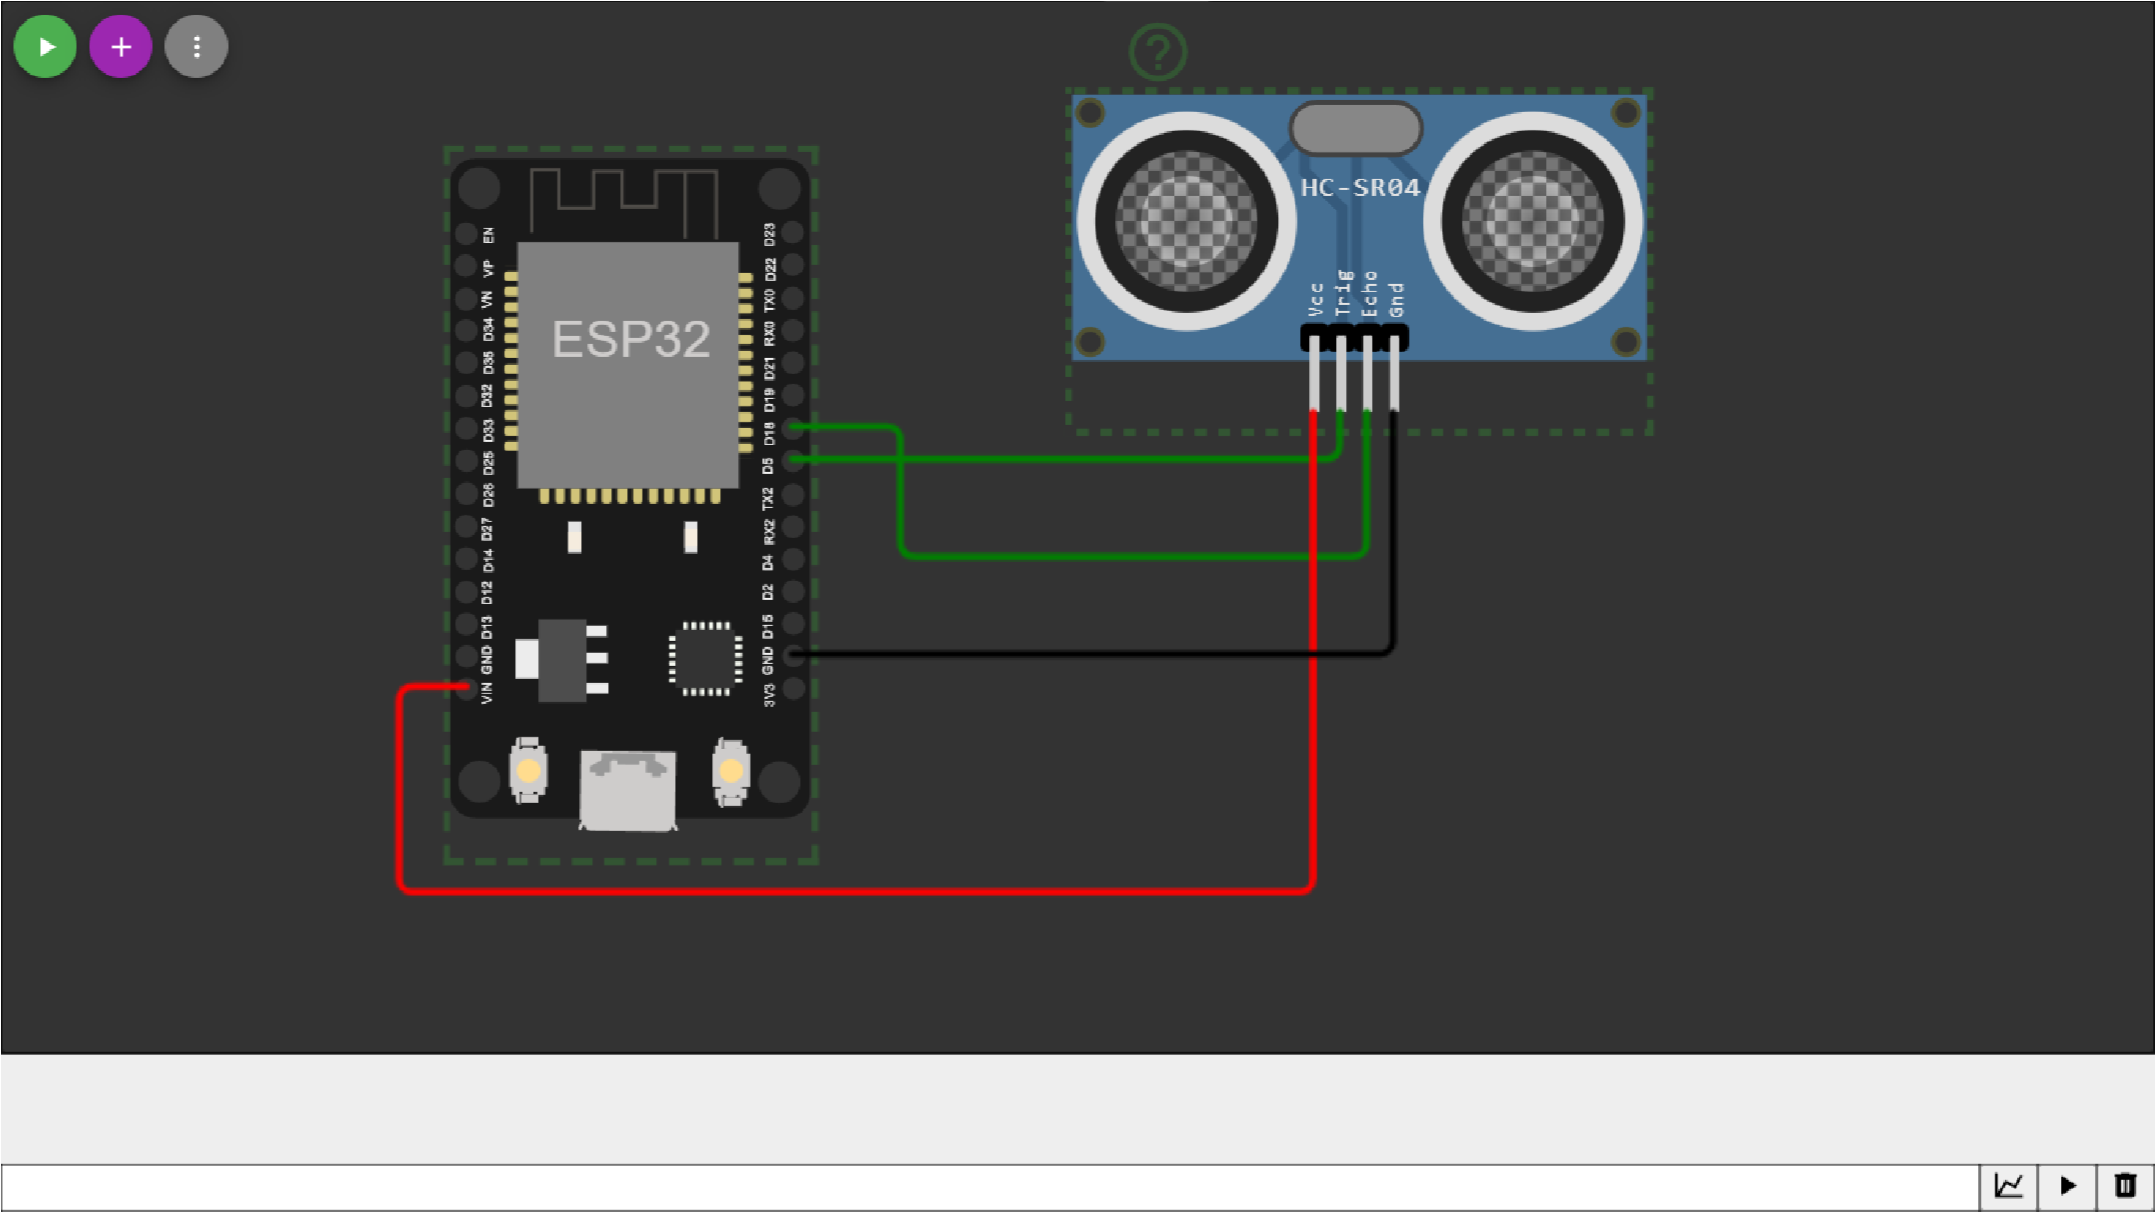 ?
HC-SR04
Vcc
Trig
Echo
Gnd
ESP32
EN
VP
VN
D34
D35
D32
D33
D25
D26
D27
D14
D12
D13
GND
VIN
D23
D22
TX0
RX0
D21
D19
D18
D5
TX2
RX2
D4
D2
D15
GND
3V3